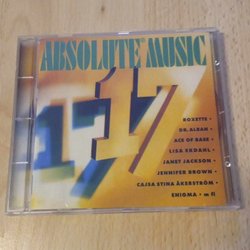 ABSOLUTE MUSIC
17
ROXETTE •
DR. ALBAN •
ACE OF BASE •
LISA EKDAHL •
JANET JACKSON •
JENNIFER BROWN •
CAJSA STINA ÅKERSTRÖM •
ENIGMA • m fl